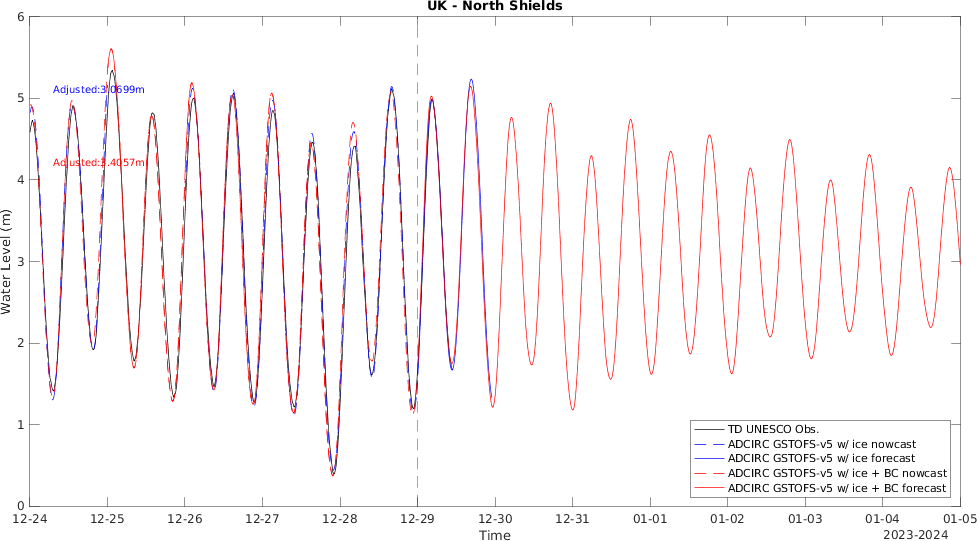 UK - North Shields
6
5
4
3
2
1
0
Water Level (m)
Adjusted:3.0699m
Adjusted:3.4057m
TD UNESCO Obs.
ADCIRC GSTOFS-v5 w/ ice nowcast
ADCIRC GSTOFS-v5 w/ ice forecast
ADCIRC GSTOFS-v5 w/ ice + BC nowcast
ADCIRC GSTOFS-v5 w/ ice + BC forecast
12-24 12-25 12-26 12-27 12-28 12-29 12-30 12-31 01-01 01-02 01-03 01-04 01-05
Time
2023-2024